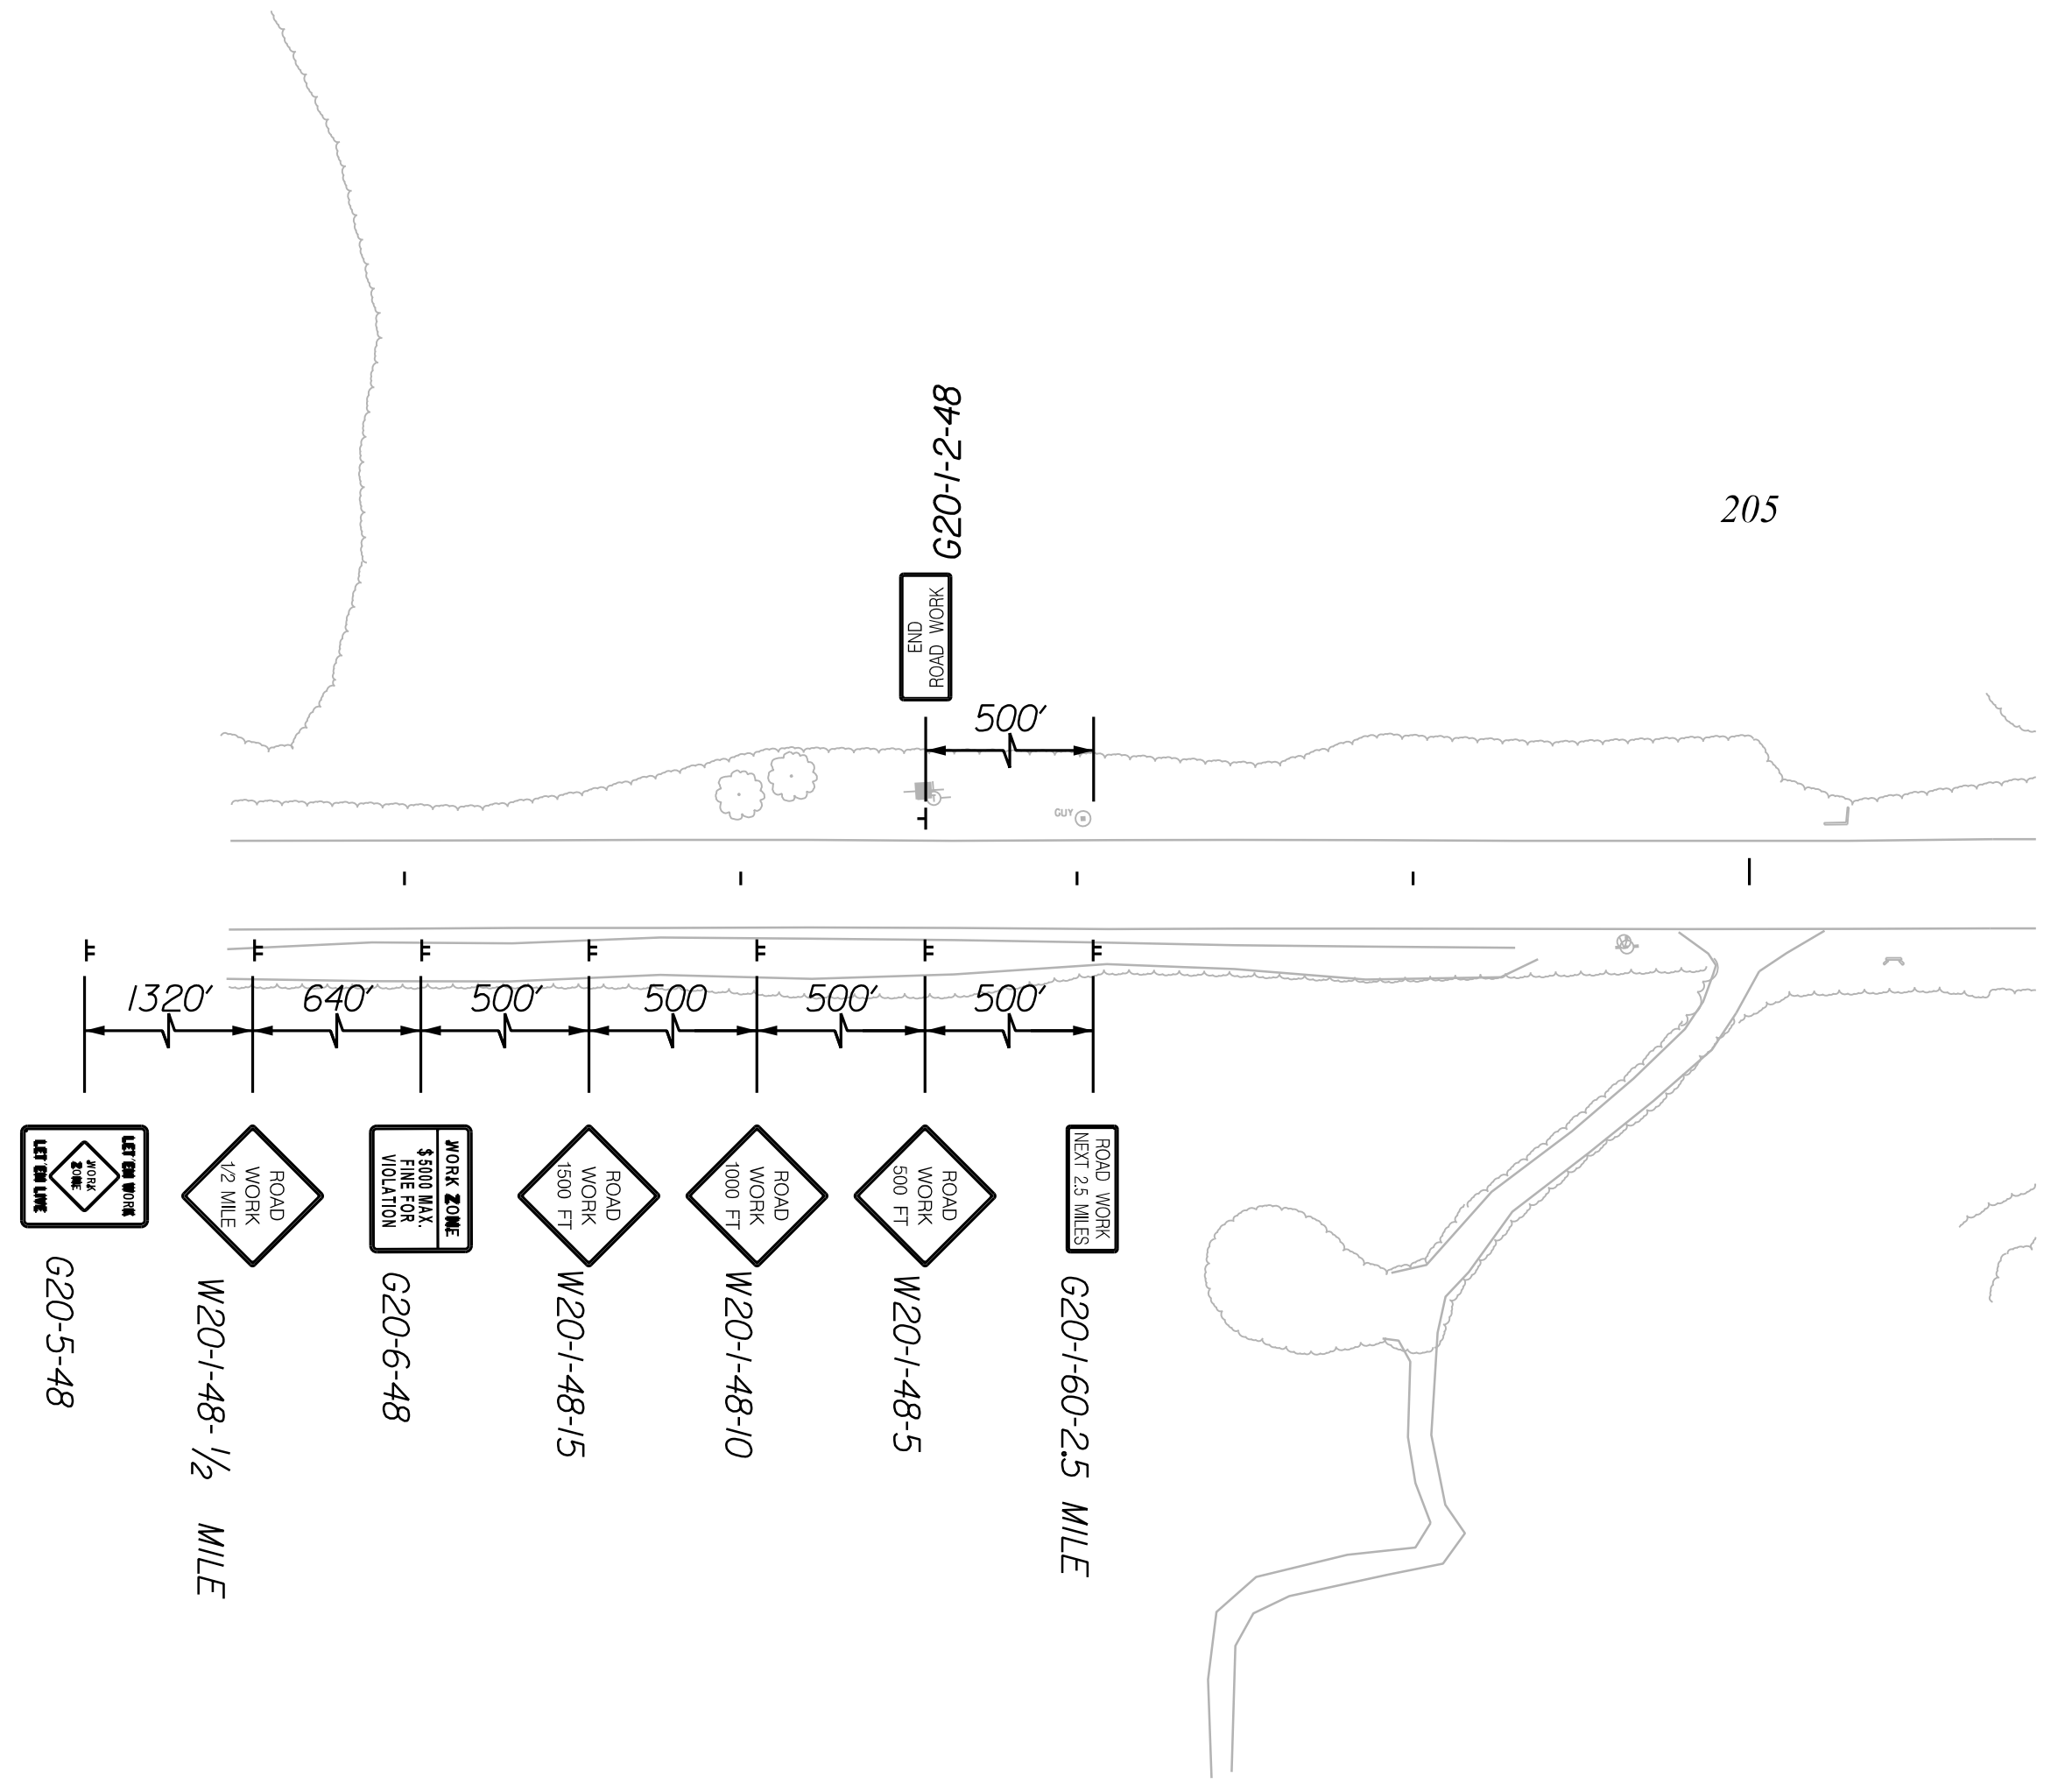 G20-1-2-48
205
END
ROAD WORK
500'
GUY
1320'
640'
500'
500
500'
500'
LET'EM WORK
WORK
ZONE
LET'EM LIVE
ROAD
WORK
1/2 MILE
WORK ZONE
$5000 MAX.
FINE FOR
VIOLATION
ROAD
WORK
1500 FT
ROAD
WORK
1000 FT
ROAD
WORK
500 FT
ROAD WORK
NEXT 2.5 MILES
G20-5-48
W20-1-48-1/2 MILE
G20-6-48
W20-1-48-15
W20-1-48-10
W20-1-48-5
G20-1-60-2.5 MILE